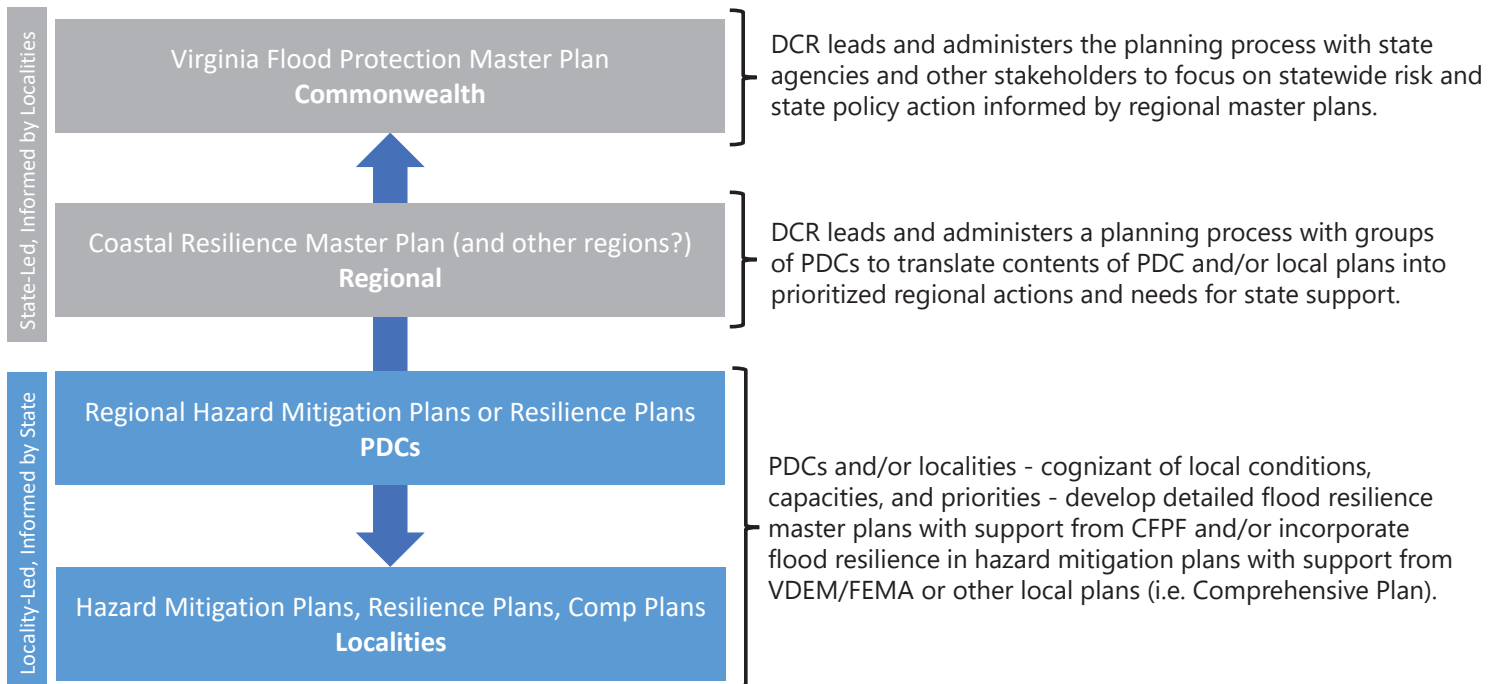 State-Led, Informed by Localities
Virginia Flood Protection Master Plan
Commonwealth
DCR leads and administers the planning process with state
agencies and other stakeholders to focus on statewide risk and
state policy action informed by regional master plans.
Coastal Resilience Master Plan (and other regions?)
Regional
DCR leads and administers a planning process with groups
of PDCs to translate contents of PDC and/or local plans into
prioritized regional actions and needs for state support.
Locality-Led, Informed by State
Regional Hazard Mitigation Plans or Resilience Plans
PDCs
PDCs and/or localities - cognizant of local conditions,
capacities, and priorities - develop detailed flood resilience
master plans with support from CFPF and/or incorporate
flood resilience in hazard mitigation plans with support from
VDEM/FEMA or other local plans (i.e. Comprehensive Plan).
Hazard Mitigation Plans, Resilience Plans, Comp Plans
Localities